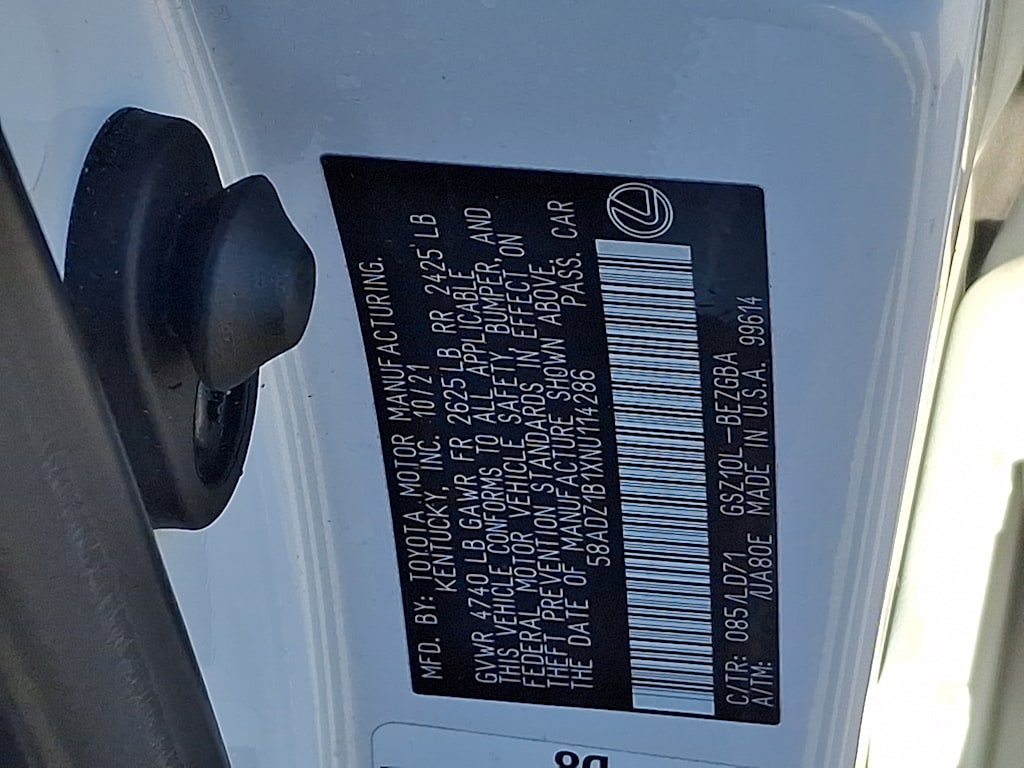 MFD. BY: TOYOTA MOTOR MANUFACTURING.
KENTUCKY, INC. 10/21
GVWR 4740 LB GAWR FR 2625 LB RR 2425 LB
THIS VEHICLE CONFORMS TO ALL APPLICABLE
FEDERAL MOTOR VEHICLE SAFETY, BUMPER, AND
THEFT PREVENTION STANDARDS IN EFFECT ON
THE DATE OF MANUFACTURE SHOWN ABOVE.
58ADZ1B1XNU114286 PASS. CAR
C/TR: 085/LD71 GSZ10L-BEZGBA
A/TM: /UA80E MADE IN U.S.A. 99614